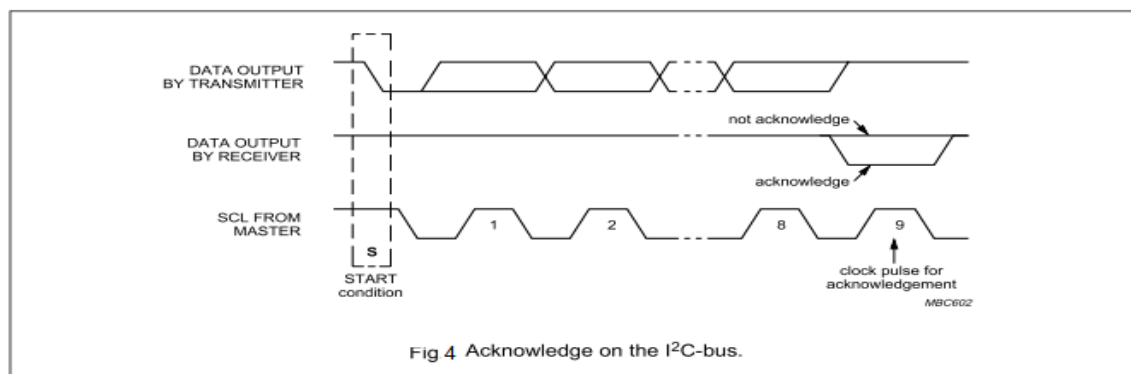 DATA OUTPUT
BY TRANSMITTER
not acknowledge
DATA OUTPUT
BY RECEIVER
acknowledge
SCL FROM
MASTER
1
2
8
9
S
START
condition
clock pulse for
acknowledgement
MBC602
Fig 4 Acknowledge on the I²C-bus.